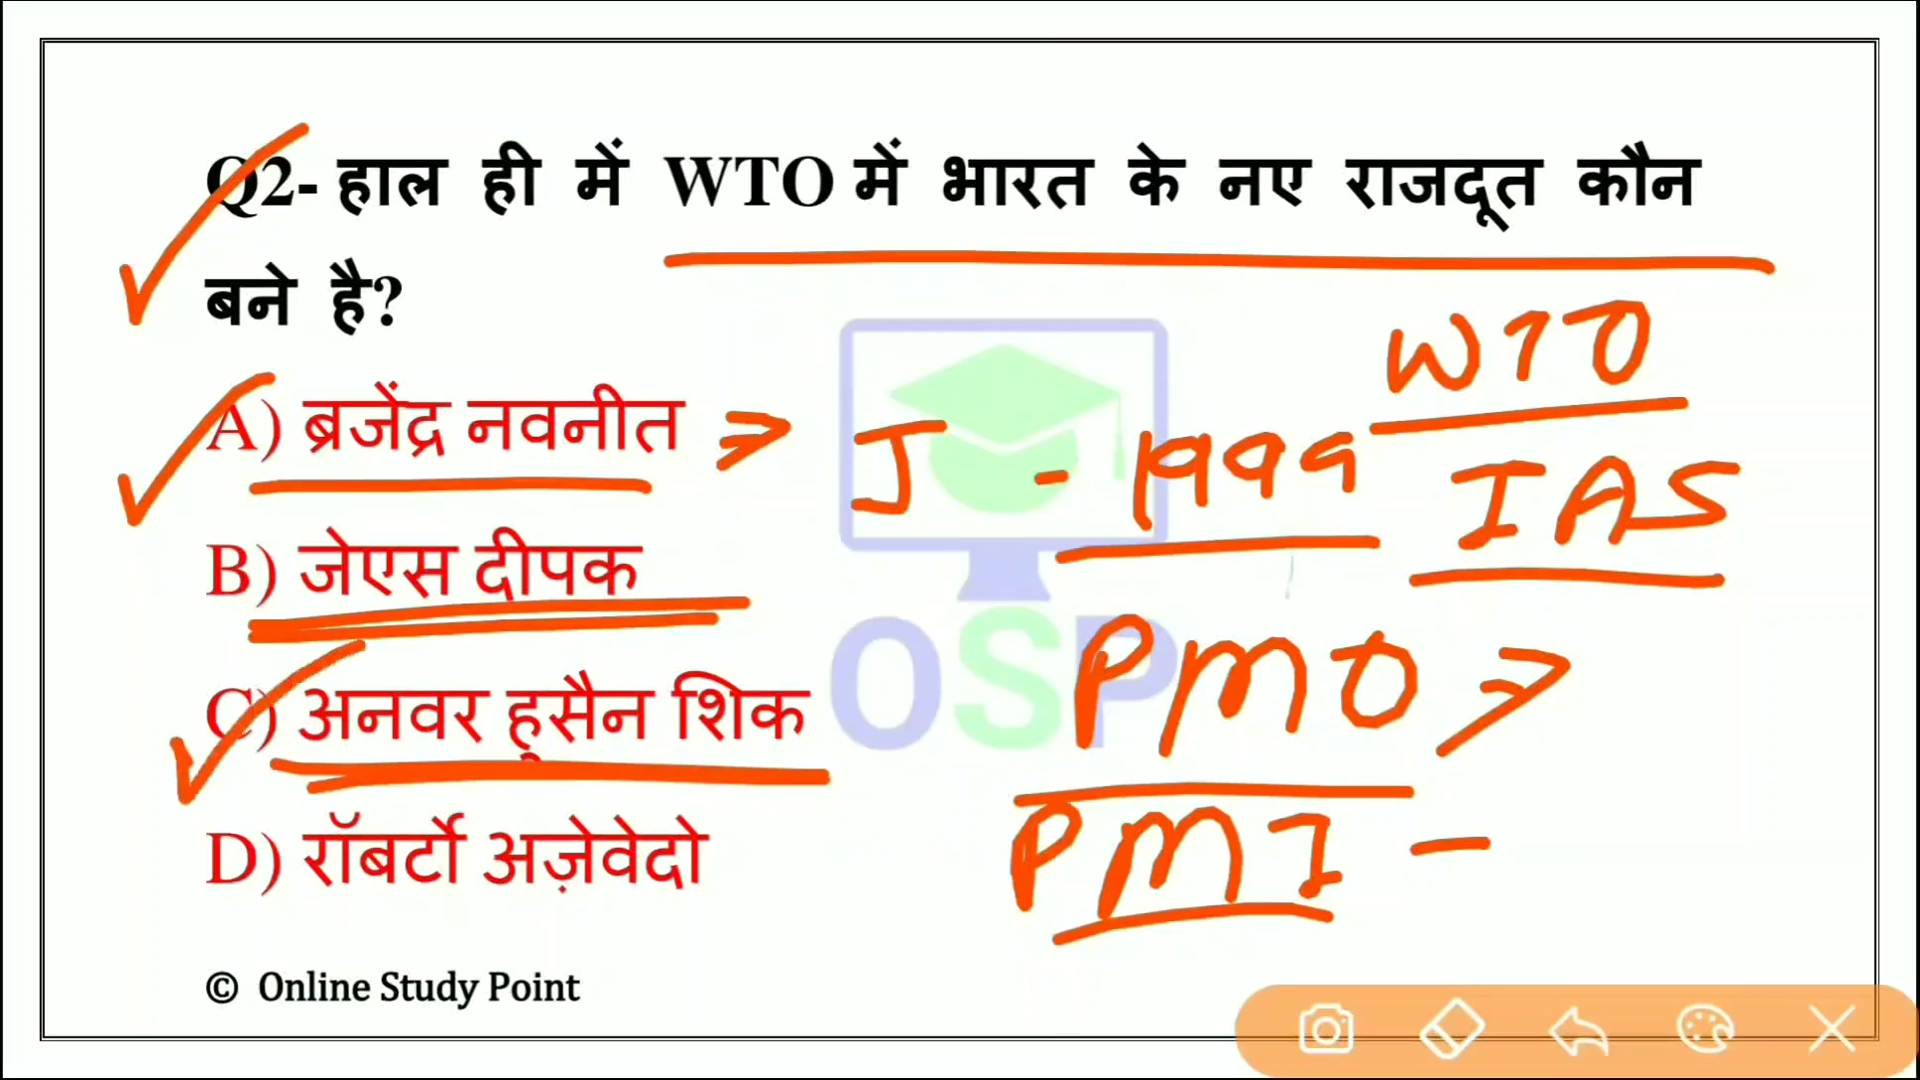 Q2- हाल ही में WTO में भारत के नए राजदूत कौन
बने है?
A) ब्रजेंद्र नवनीत
B) जेएस दीपक
C) अनवर हूसैन शिक
D) रॉबर्टो अज़ेवेदो
WTO
J - 1999
IAS
PMO
PMI -
OSP
© Online Study Point